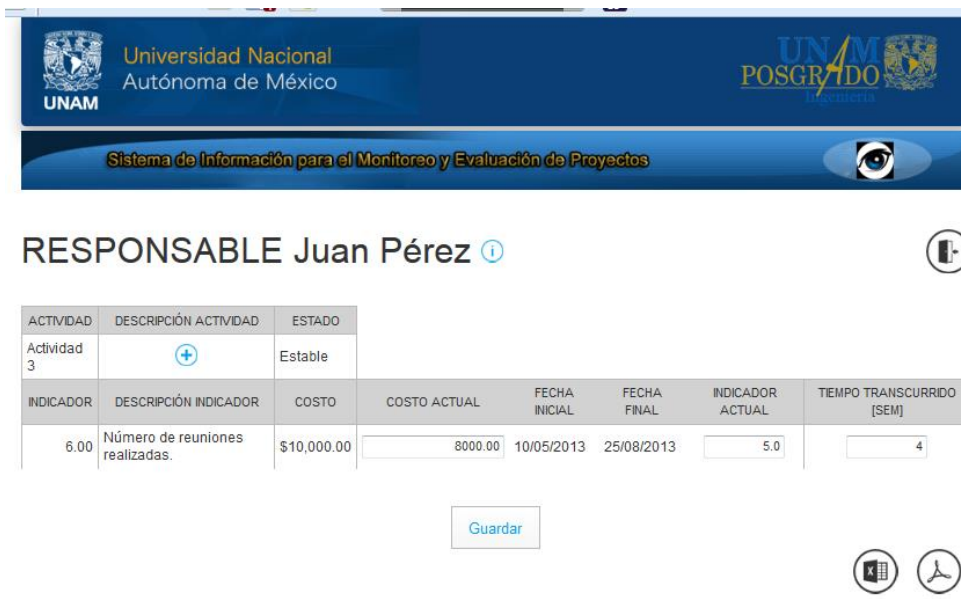 Universidad Nacional
Autónoma de México
UNAM
UNAM
POSGRADO
Ingeniería
Sistema de Información para el Monitoreo y Evaluación de Proyectos
RESPONSABLE Juan Pérez
ACTIVIDAD DESCRIPCIÓN ACTIVIDAD ESTADO
Actividad
3 Estable
INDICADOR DESCRIPCIÓN INDICADOR COSTO COSTO ACTUAL FECHA INICIAL FECHA FINAL INDICADOR ACTUAL TIEMPO TRANSCURRIDO [SEM]
6.00 Número de reuniones realizadas. $10,000.00 8000.00 10/05/2013 25/08/2013 5.0 4
Guardar